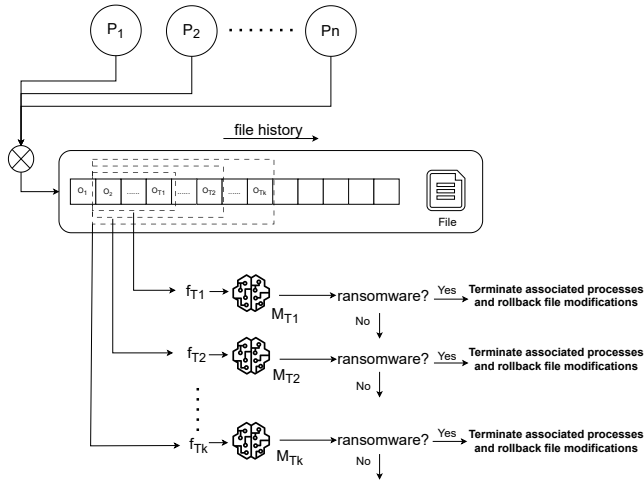 P1 P2 ........ Pn
file history
O1 O2 ...... OT1 ...... OT2 ...... OTk
File
fT1 MT1 ransomware? Yes Terminate associated processes
and rollback file modifications
No
fT2 MT2 ransomware? Yes Terminate associated processes
and rollback file modifications
No
fTk MTk ransomware? Yes Terminate associated processes
and rollback file modifications
No